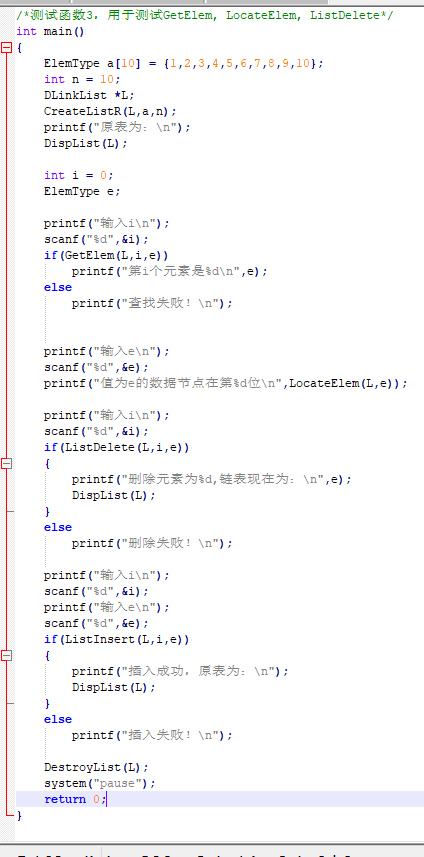 /*测试函数3, 用于测试GetElem, LocateElem, ListDelete*/
int main()
{
ElemType a[10] = {1,2,3,4,5,6,7,8,9,10};
int n = 10;
DLinkList *L;
CreateListR(L,a,n);
printf("原表为: \n");
DispList(L);
int i = 0;
ElemType e;
printf("输入i\n");
scanf("%d",&i);
if(GetElem(L,i,e))
printf("第i个元素是%d\n",e);
else
printf("查找失败! \n");
printf("输入e\n");
scanf("%d",&e);
printf("值为e的数据节点在第%d位\n",LocateElem(L,e));
printf("输入i\n");
scanf("%d",&i);
if(ListDelete(L,i,e))
{
printf("删除元素为%d,链表现在为: \n",e);
DispList(L);
}
else
printf("删除失败! \n");
printf("输入i\n");
scanf("%d",&i);
printf("输入e\n");
scanf("%d",&e);
if(ListInsert(L,i,e))
{
printf("插入成功, 原表为: \n");
DispList(L);
}
else
printf("插入失败! \n");
DestroyList(L);
system("pause");
return 0;
}